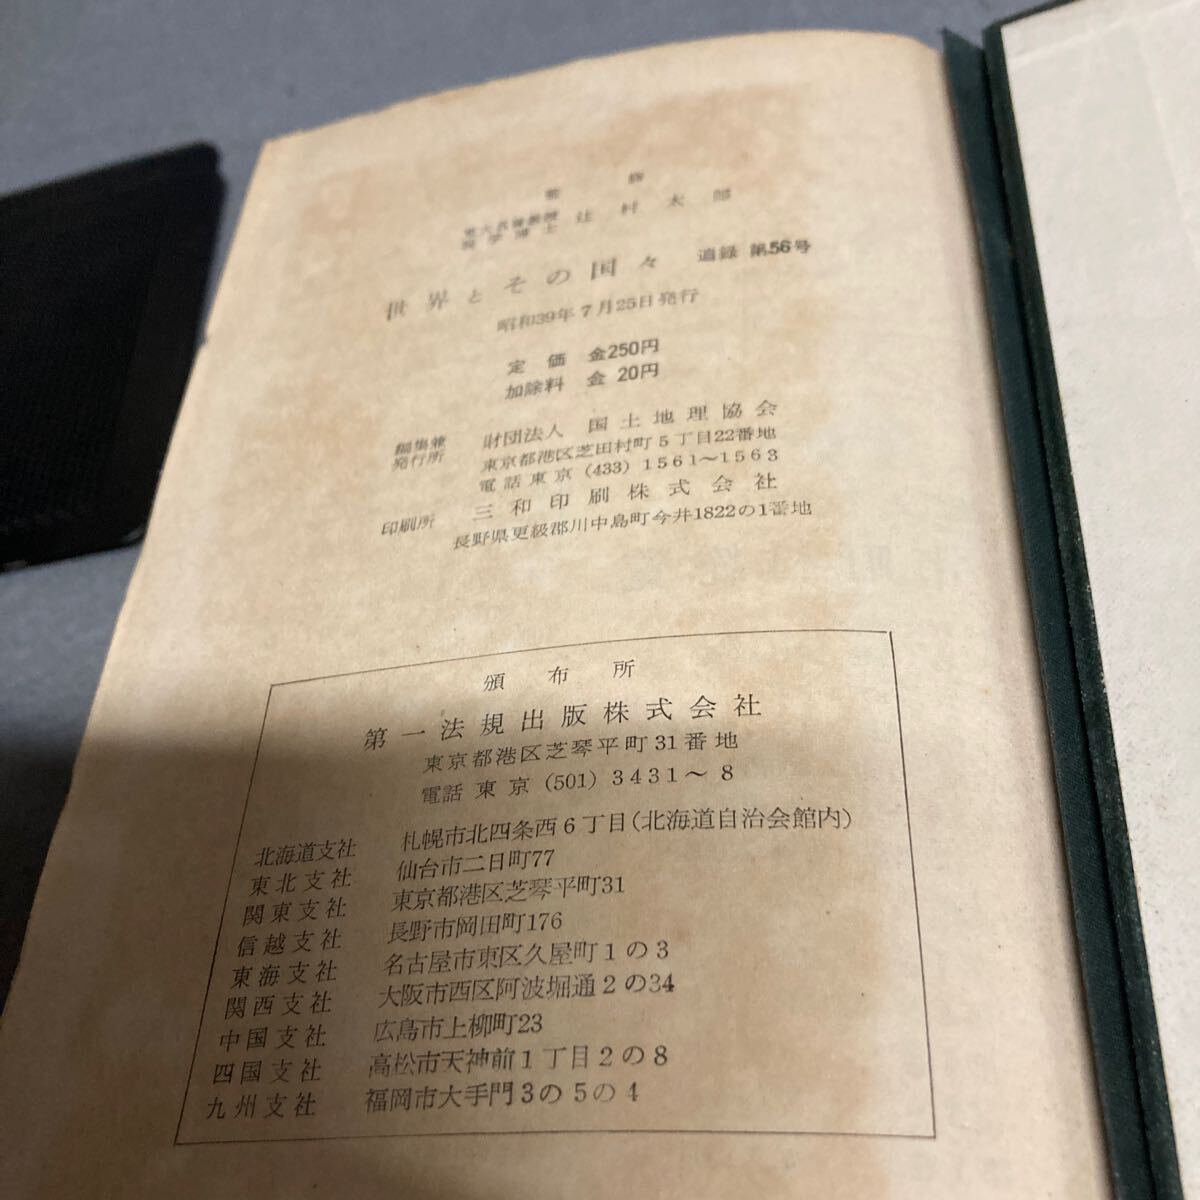 監修
東大名誉教授
理学博士 辻村太郎
世界とその国々 追録 第56号
昭和39年7月25日発行
定価 金250円
加除料 金 20円
編集兼
発行所
財団法人 国土地理協会
東京都港区芝田村町5丁目22番地
電話東京 (433) 1561～1563
印刷所 三和印刷株式会社
長野県更級郡川中島町今井1822の1番地
頒布所
第一法規出版株式会社
東京都港区芝琴平町31番地
電話 東京 (501) 3431～8
北海道支社 札幌市北四条西6丁目(北海道自治会館内)
東北支社 仙台市二日町77
関東支社 東京都港区芝琴平町31
信越支社 長野市岡田町176
東海支社 名古屋市東区久屋町1の3
関西支社 大阪市西区阿波堀通2の34
中国支社 広島市上柳町23
四国支社 高松市天神前1丁目2の8
九州支社 福岡市大手門3の5の4